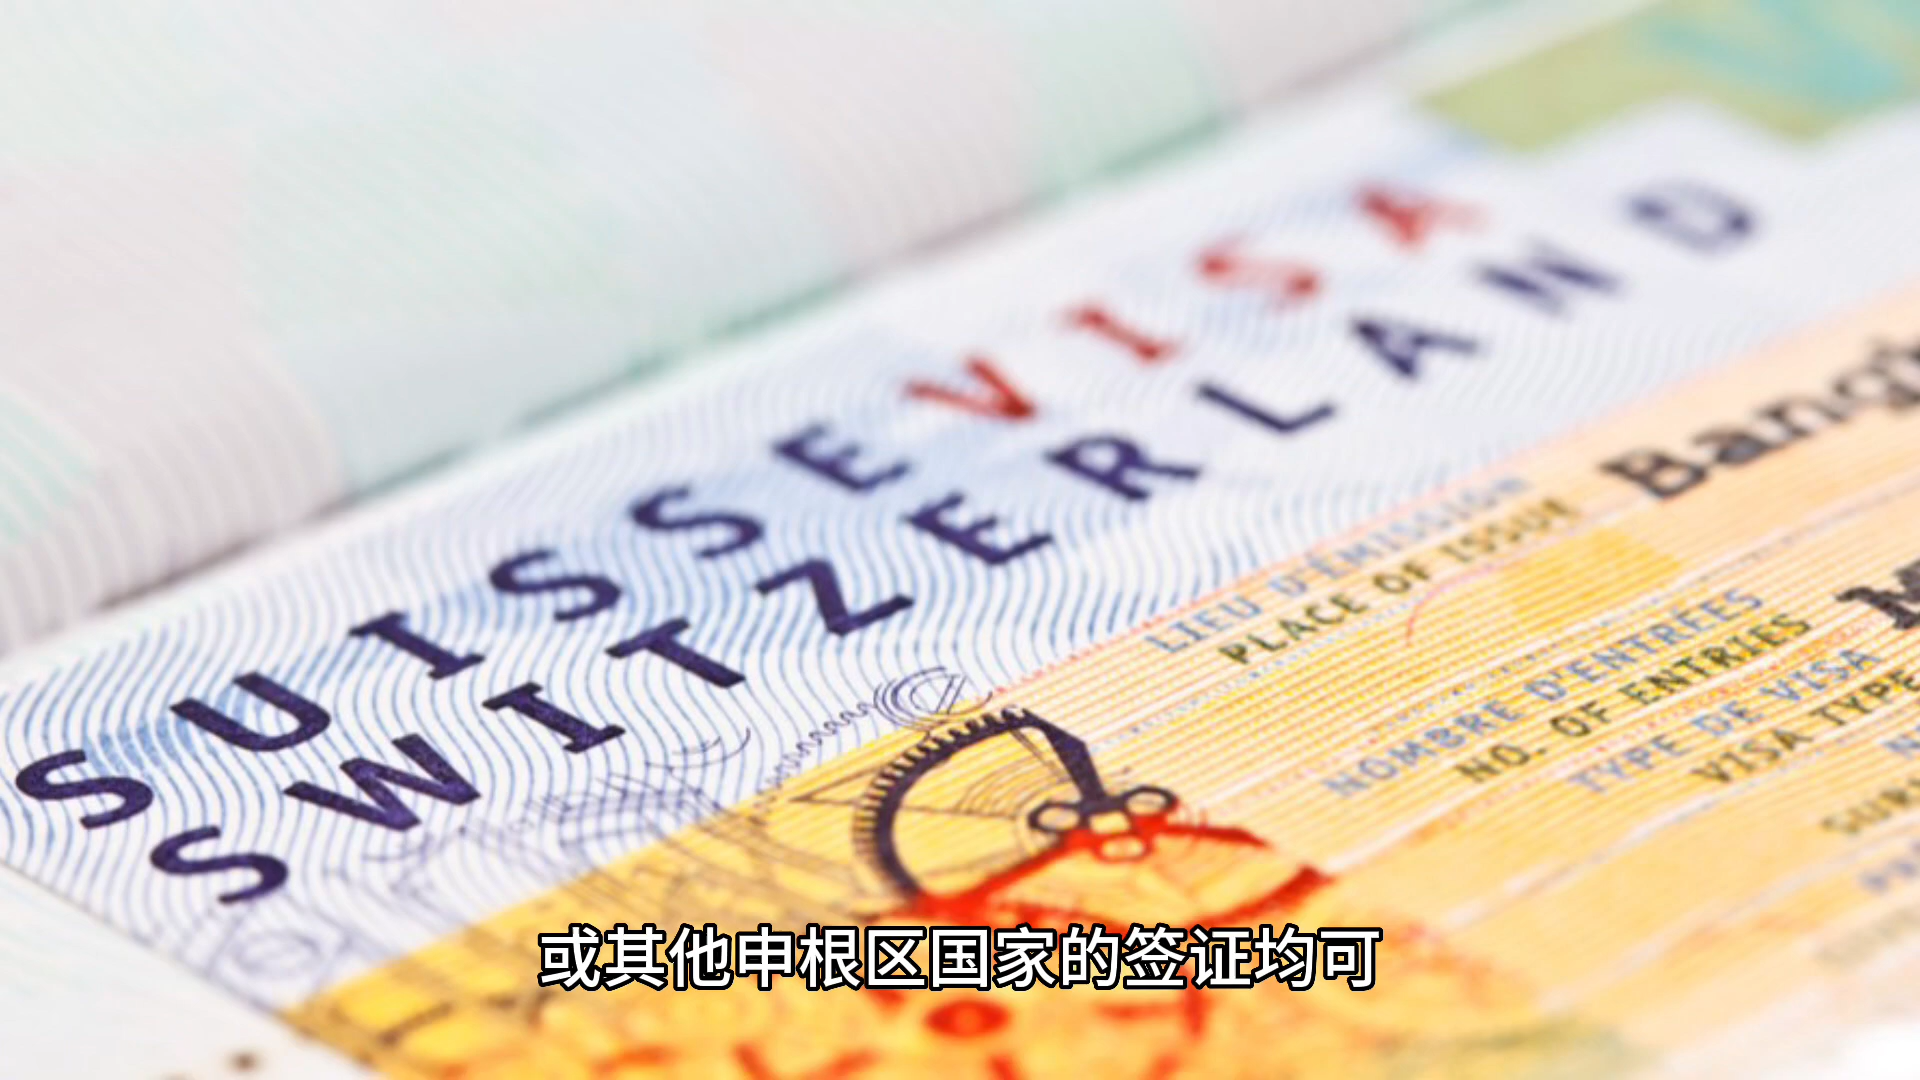 SUISSE VISA
SWITZERLAND
LIEU D'ÉMISSION
PLACE OF ISSUE
NOMBRE D'ENTRÉES
NO. OF ENTRIES
TYPE DE VISA
VISA TYPE
或其他申根区国家的签证均可